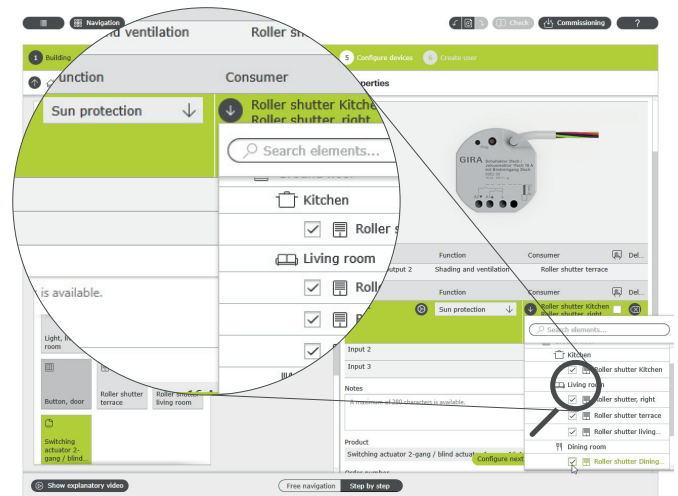 Navigation
Check
Commissioning
?
1 Building
5 Configure devices
6 Create user
d ventilation
Roller sh
unction
Consumer
Sun protection
Roller shutter Kitche
Roller shutter, right
Search elements...
Kitchen
Roller s
Living room
Roll
is available.
operties
GIRA
Function
Consumer
Del...
utput 2
Shading and ventilation
Roller shutter terrace
Function
Consumer
Del...
Sun protection
Roller shutter Kitchen
Roller shutter, right
Search elements...
Kitchen
Roller shutter Kitchen
Living room
Roller shutter, right
Roller shutter terrace
Roller shutter living...
Dining room
Roller shutter Dining...
Input 2
Input 3
Notes
A maximum of 280 characters is available.
Product
Switching actuator 2-gang / blind actuat
Configure next
Order number
Light, li
room
Button, door
Roller shutter
terrace
Roller shutter
living room
Switching
actuator 2-
gang / blind...
Show explanatory video
Free navigation
Step by step